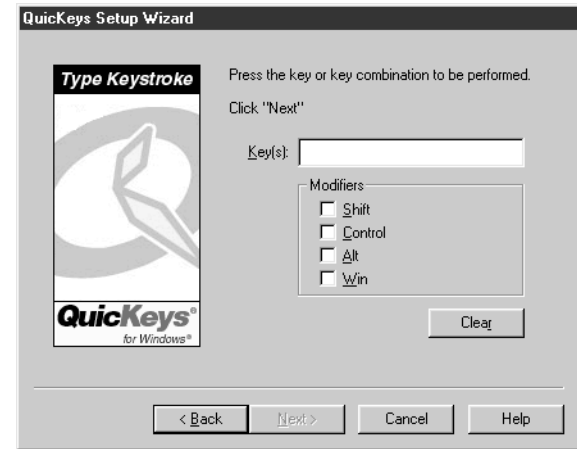 QuicKeys Setup Wizard
Type Keystroke
Press the key or key combination to be performed.
Click "Next"
Key(s):
Modifiers
Shift
Control
Alt
Win
Clear
QuicKeys®
for Windows®
< Back
Next >
Cancel
Help